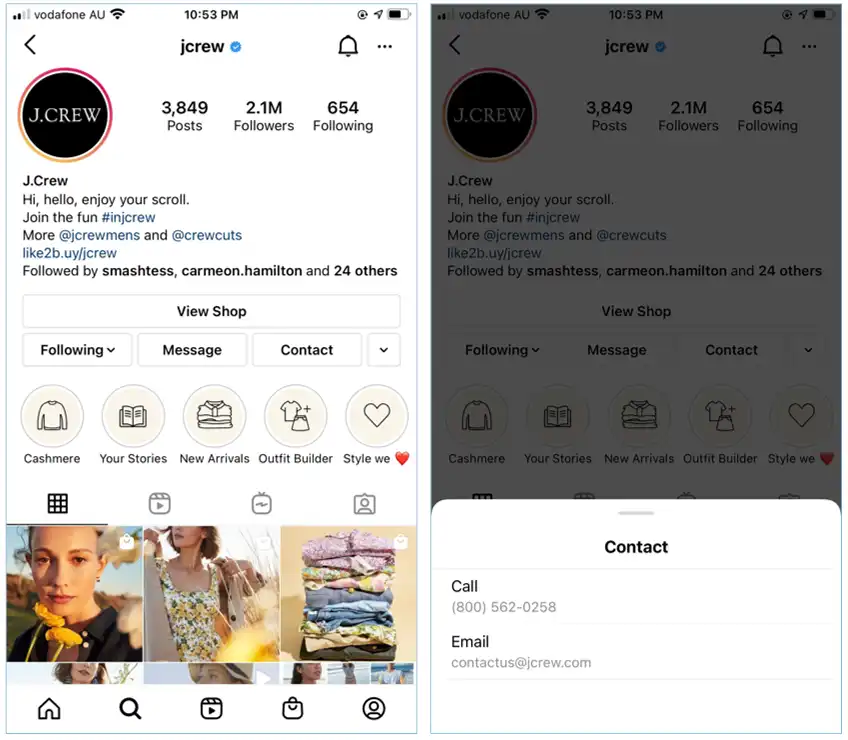 vodafone AU 10:53 PM
jcrew
J.CREW
3,849 2.1M 654
Posts Followers Following
J.Crew
Hi, hello, enjoy your scroll.
Join the fun #injcrew
More @jcrewmens and @crewcuts
like2b.uy/jcrew
Followed by smashtess, carmeon.hamilton and 24 others
View Shop
Following Message Contact
Cashmere Your Stories New Arrivals Outfit Builder Style we ❤️
vodafone AU 10:53 PM
jcrew
J.CREW
3,849 2.1M 654
Posts Followers Following
J.Crew
Hi, hello, enjoy your scroll.
Join the fun #injcrew
More @jcrewmens and @crewcuts
like2b.uy/jcrew
Followed by smashtess, carmeon.hamilton and 24 others
View Shop
Following Message Contact
Cashmere Your Stories New Arrivals Outfit Builder Style we ❤️
Contact
Call
(800) 562-0258
Email
contactus@jcrew.com